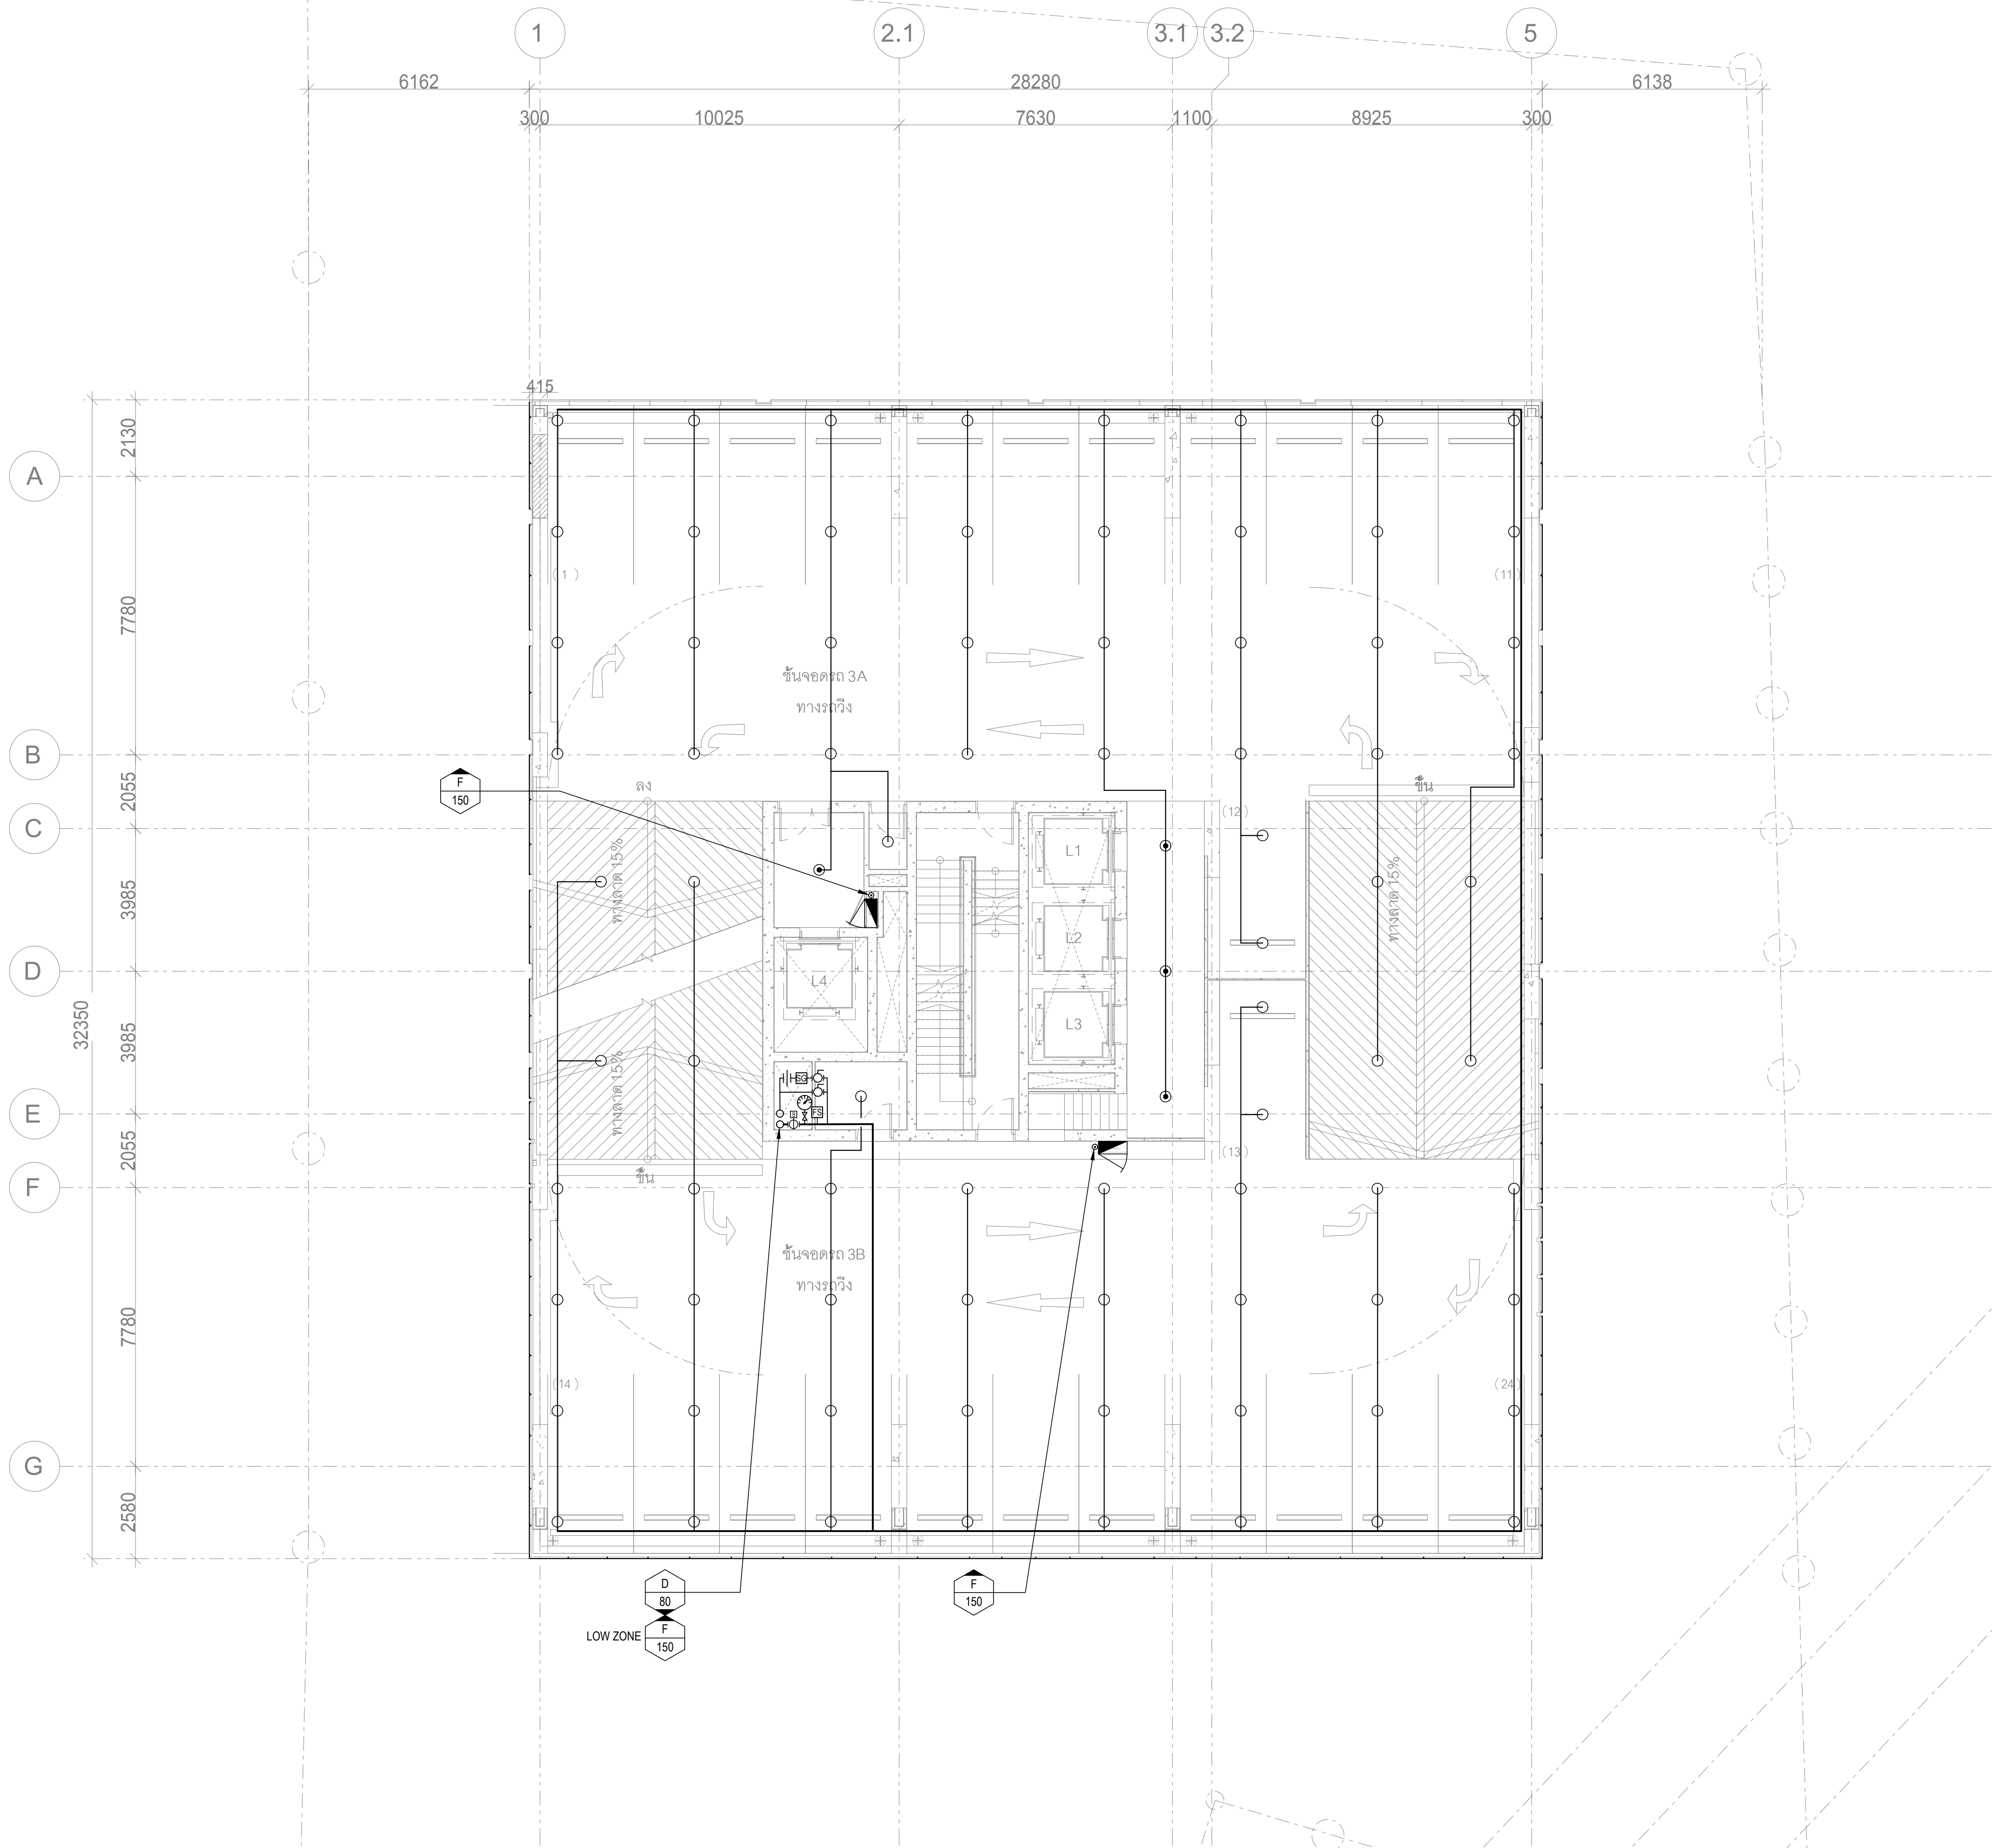 1
2.1
3.1
3.2
5
6162
28280
6138
300
10025
7630
1100
8925
300
415
2130
A
7780
(1)
(11)
ชั้นจอดรถ 3A
ทางรถวิ่ง
B
2055
F
150
ลง
ขึ้น
C
(12)
L1
ทางลาด 15%
ทางลาด 15%
3985
L2
D
L4
32350
3985
L3
SG
ทางลาด 15%
FS
S
E
2055
(13)
ขึ้น
F
ชั้นจอดรถ 3B
ทางรถวิ่ง
7780
(14)
(24)
G
2580
D
80
F
150
LOW ZONE
F
150